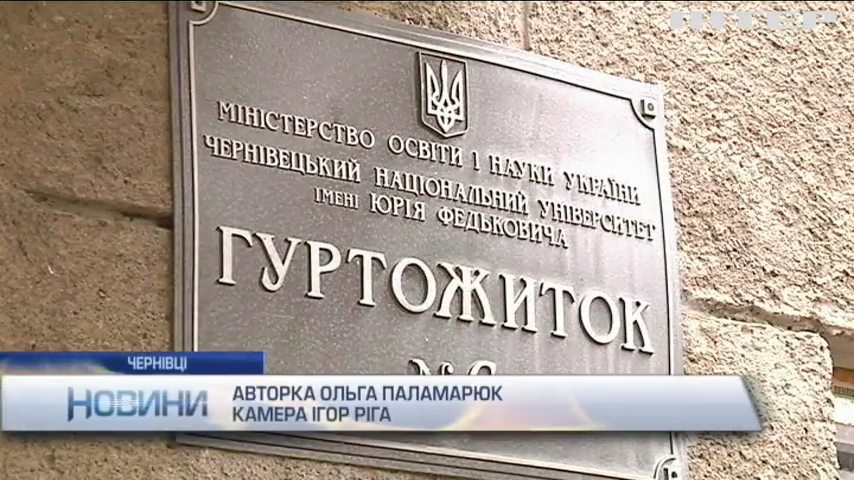 ІНТЕР
МІНІСТЕРСТВО ОСВІТИ І НАУКИ УКРАЇНИ
ЧЕРНІВЕЦЬКИЙ НАЦІОНАЛЬНИЙ УНІВЕРСИТЕТ
ІМЕНІ ЮРІЯ ФЕДЬКОВИЧА
ГУРТОЖИТОК
ЧЕРНІВЦІ
НОВИНИ
АВТОРКА ОЛЬГА ПАЛАМАРЮК
КАМЕРА ІГОР РІГА